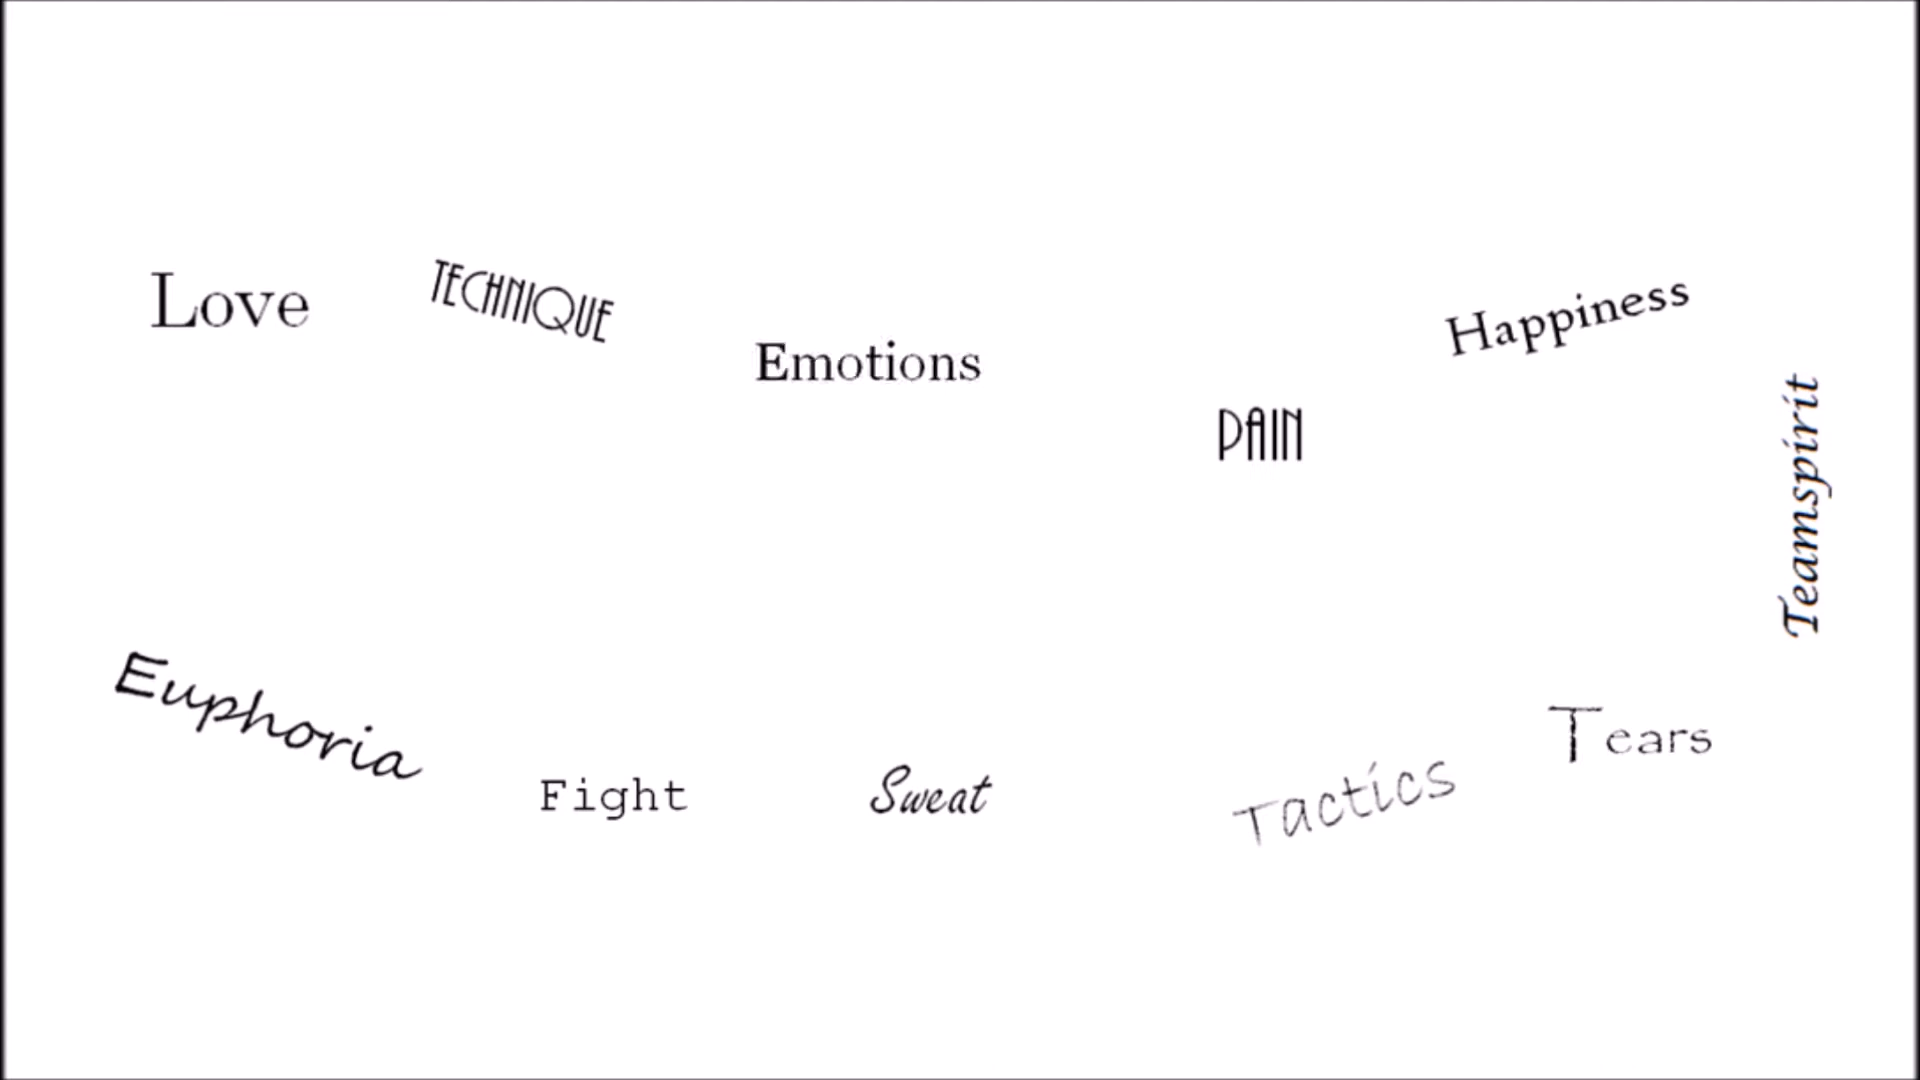 Love
TECHNIQUE
Emotions
PAIN
Happiness
Teamspirit
Euphoria
Fight
Sweat
Tactics
Tears